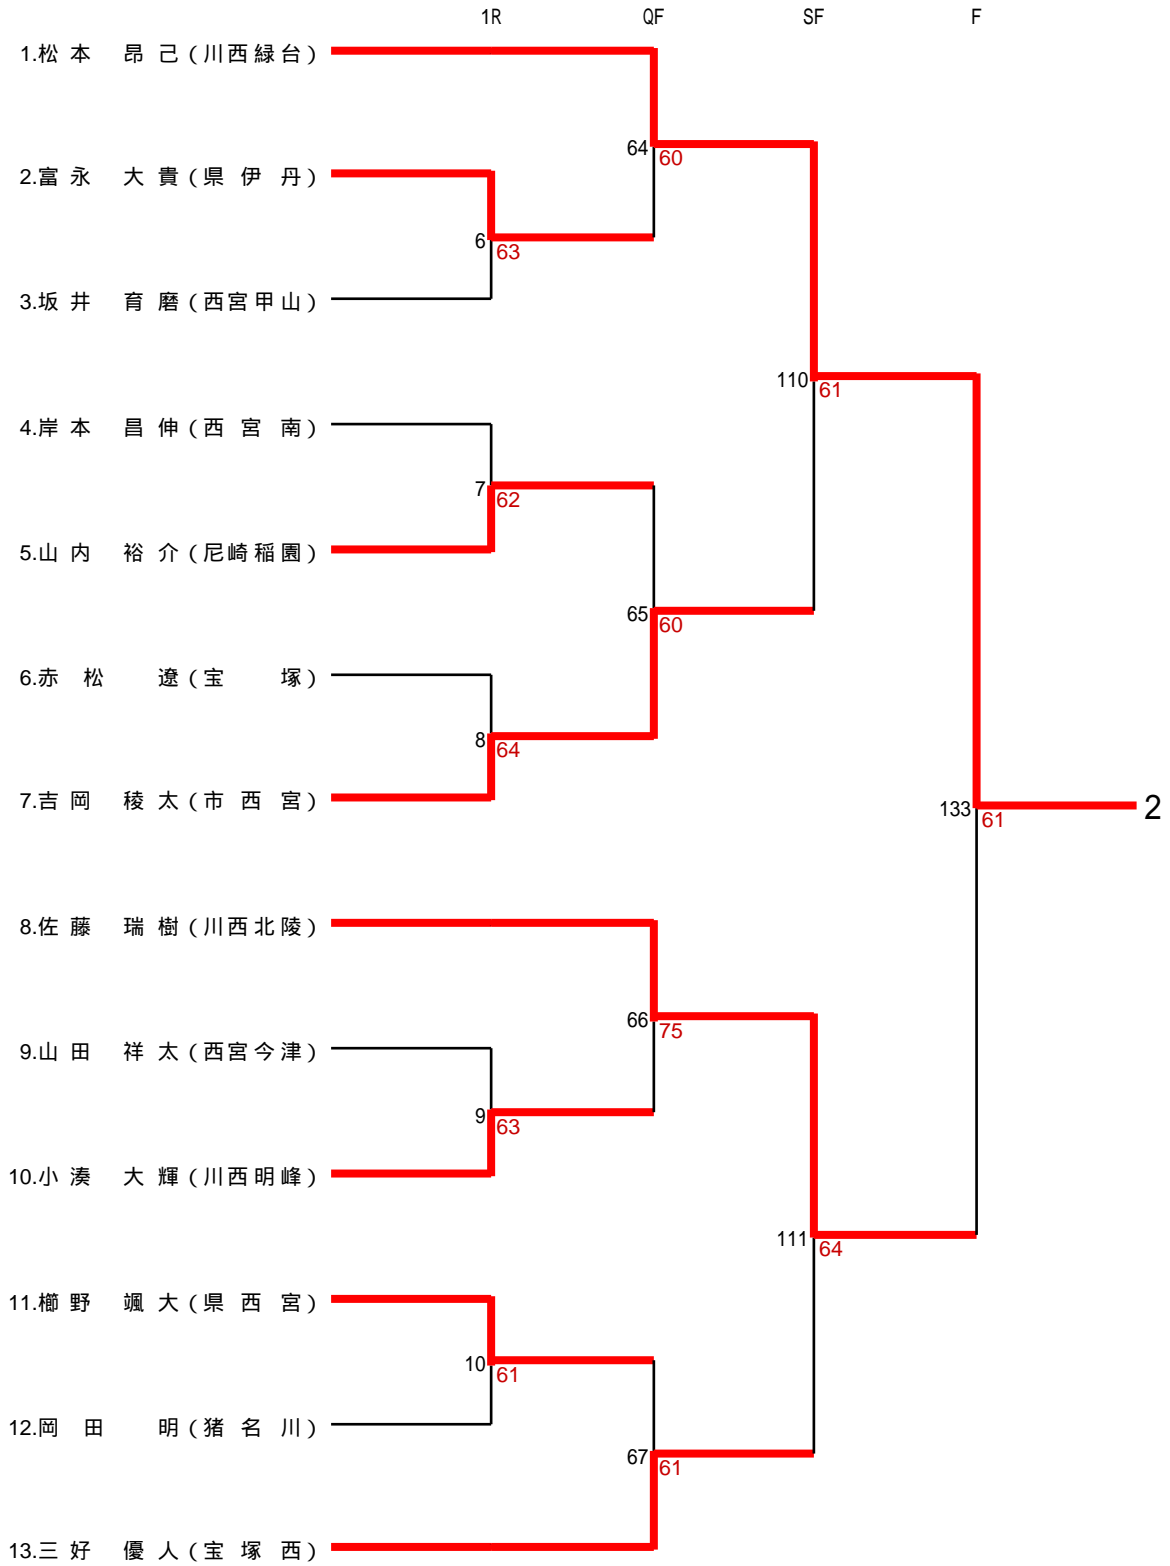 1R QF SF F
1.松本 昂己(川西緑台)
64 60
2.富永 大貴(県伊丹)
6 63
3.坂井 育磨(西宮甲山)
110 61
4.岸本 昌伸(西宮南)
7 62
5.山内 裕介(尼崎稲園)
65 60
6.赤松 遼(宝塚)
8 64
7.吉岡 稜太(市西宮)
133 61 2
8.佐藤 瑞樹(川西北陵)
66 75
9.山田 祥太(西宮今津)
9 63
10.小湊 大輝(川西明峰)
111 64
11.櫛野 颯大(県西宮)
10 61
12.岡田 明(猪名川)
67 61
13.三好 優人(宝塚西)